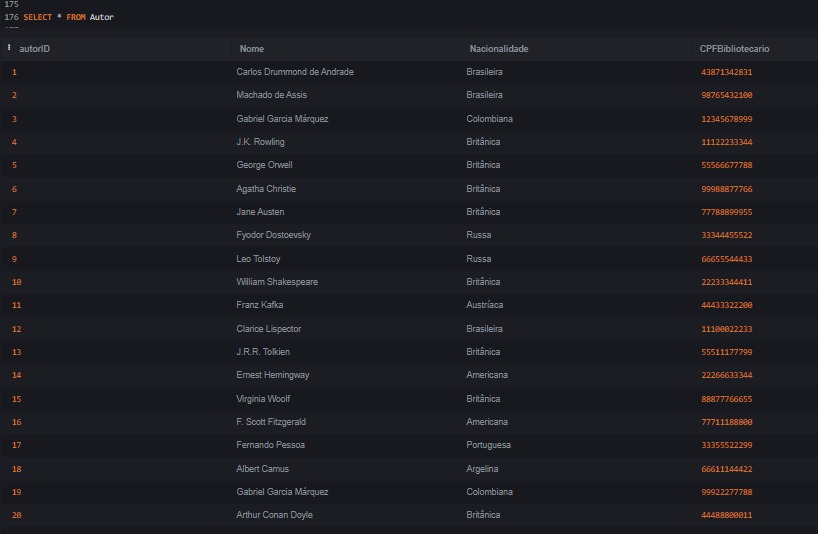 175
176 SELECT * FROM Autor
autorID Nome Nacionalidade CPFBibliotecario
1 Carlos Drummond de Andrade Brasileira 43871342831
2 Machado de Assis Brasileira 98765432100
3 Gabriel Garcia Márquez Colombiana 12345678999
4 J.K. Rowling Britânica 11122233344
5 George Orwell Britânica 55566677788
6 Agatha Christie Britânica 99988877766
7 Jane Austen Britânica 77788899955
8 Fyodor Dostoevsky Russa 33344455522
9 Leo Tolstoy Russa 66655544433
10 William Shakespeare Britânica 22233344411
11 Franz Kafka Austríaca 44433322200
12 Clarice Lispector Brasileira 11100022233
13 J.R.R. Tolkien Britânica 55511177799
14 Ernest Hemingway Americana 22266633344
15 Virginia Woolf Britânica 88877766655
16 F. Scott Fitzgerald Americana 77711188800
17 Fernando Pessoa Portuguesa 33355522299
18 Albert Camus Argelina 66611144422
19 Gabriel Garcia Márquez Colombiana 99922277788
20 Arthur Conan Doyle Britânica 44488800011